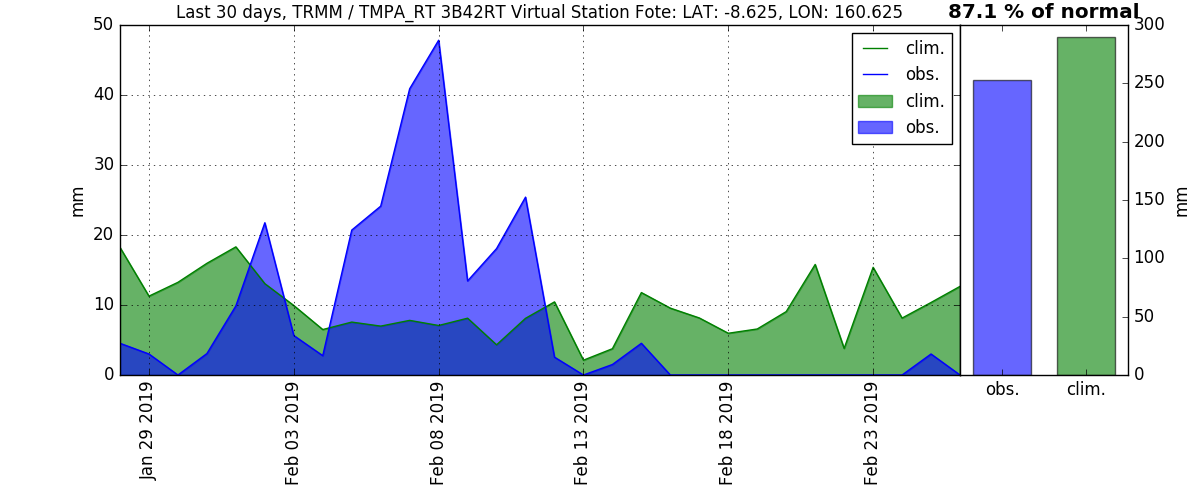 Last 30 days, TRMM / TMPA_RT 3B42RT Virtual Station Fote: LAT: -8.625, LON: 160.625
87.1 % of normal
50
40
30
20
10
0
mm
clim.
obs.
clim.
obs.
Jan 29 2019
Feb 03 2019
Feb 08 2019
Feb 13 2019
Feb 18 2019
Feb 23 2019
300
250
200
150
100
50
0
mm
obs.
clim.